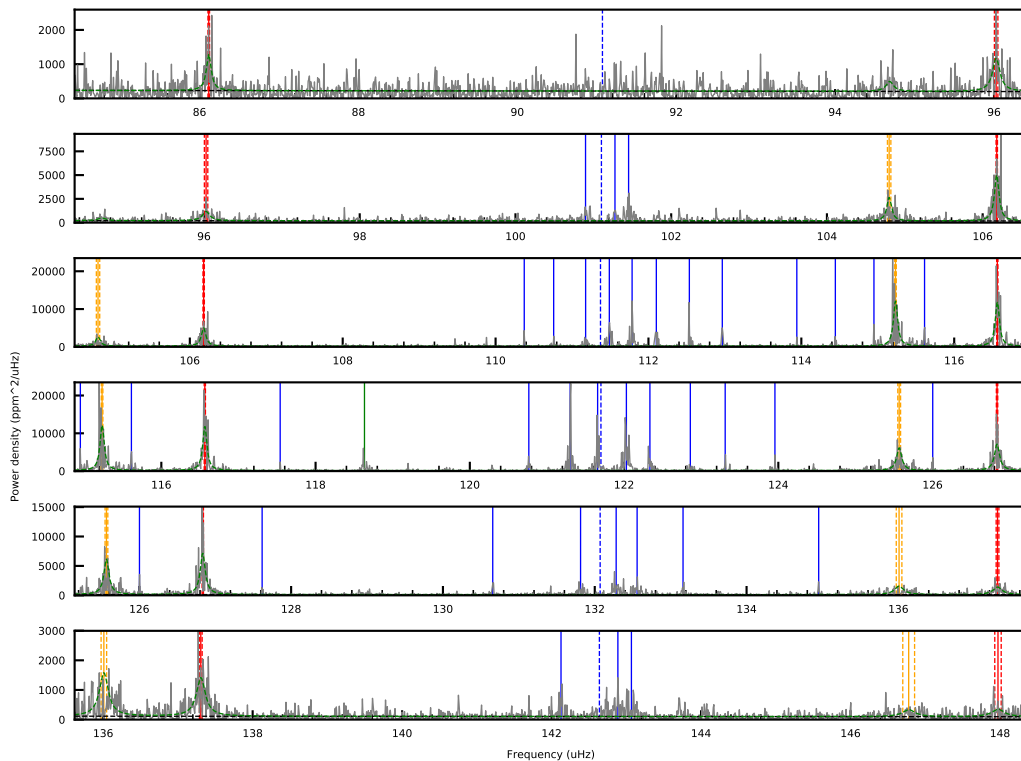 2000
1000
0
86 88 90 92 94 96
7500
5000
2500
0
96 98 100 102 104 106
20000
10000
0
106 108 110 112 114 116
Power density (ppm^2/uHz)
20000
10000
0
116 118 120 122 124 126
15000
10000
5000
0
126 128 130 132 134 136
3000
2000
1000
0
136 138 140 142 144 146 148
Frequency (uHz)